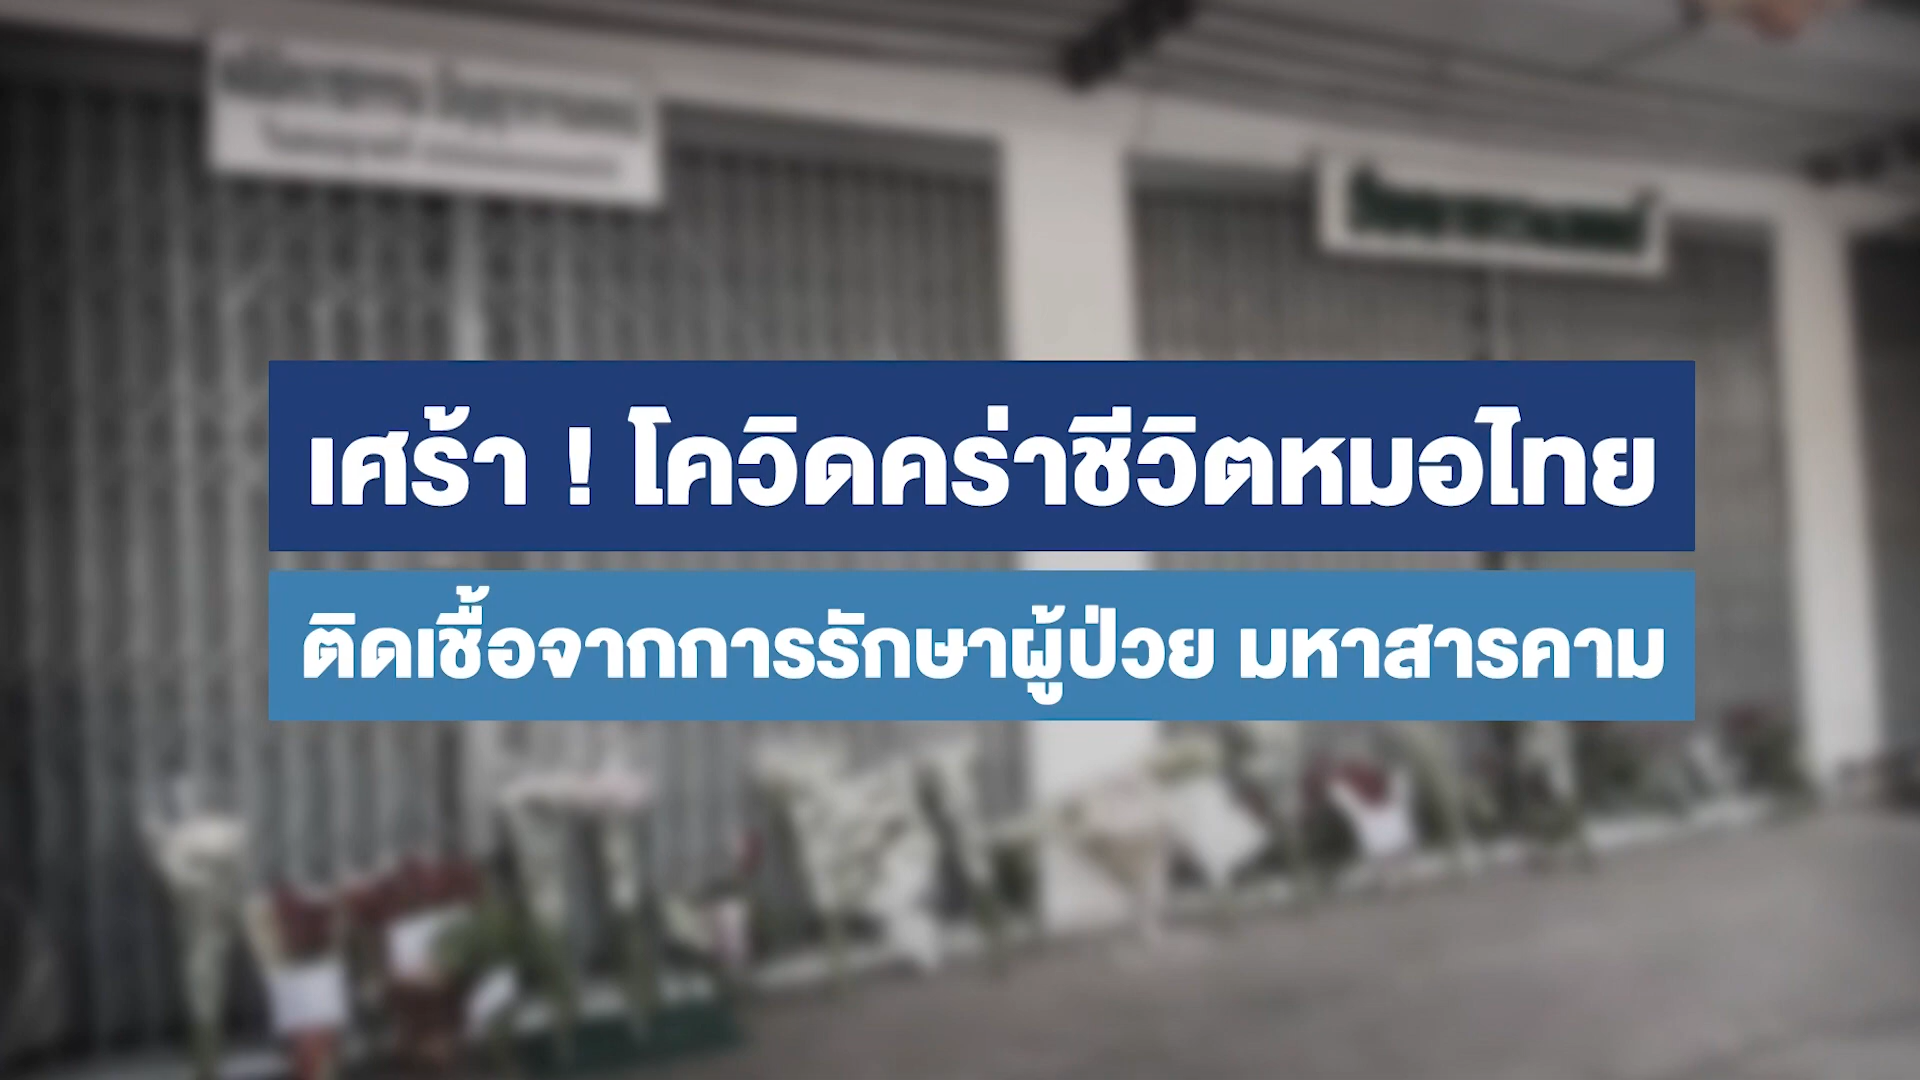 เศร้า ! โควิดคร่าชีวิตหมอไทย
ติดเชื้อจากการรักษาผู้ป่วย มหาสารคาม